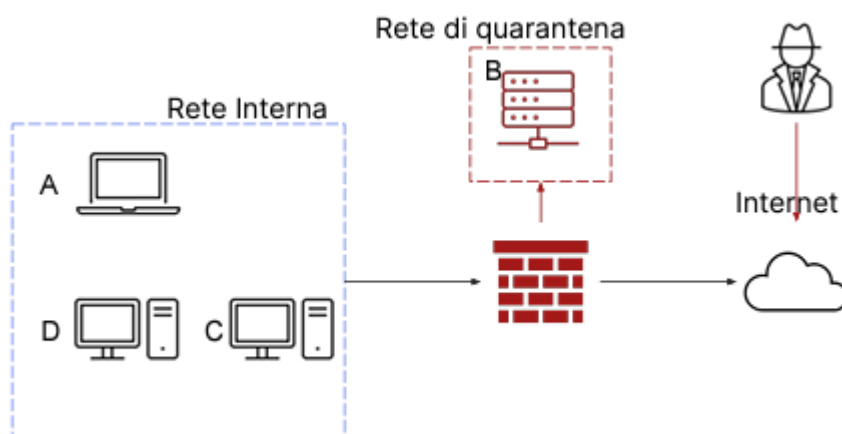 Rete di quarantena
B
Rete Interna
A
Internet
D
C